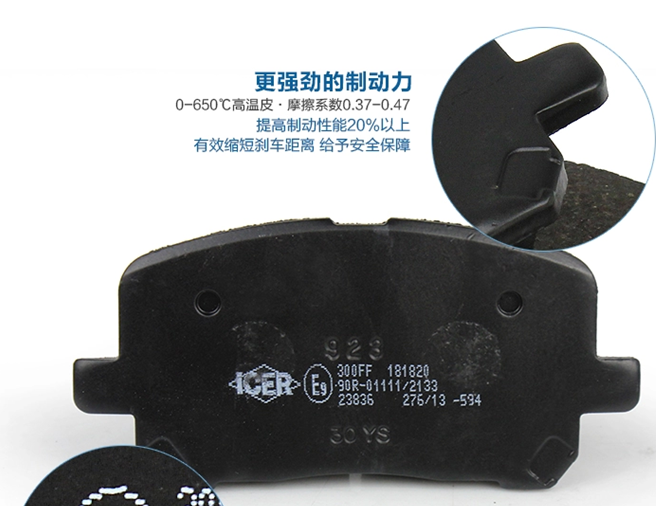 更强劲的制动力
0-650℃高温皮·摩擦系数0.37-0.47
提高制动性能20%以上
有效缩短刹车距离 给予安全保障
923
ICER E9
300FF 181820
90R-01111/2133
23836 276/13 -594
30 YS